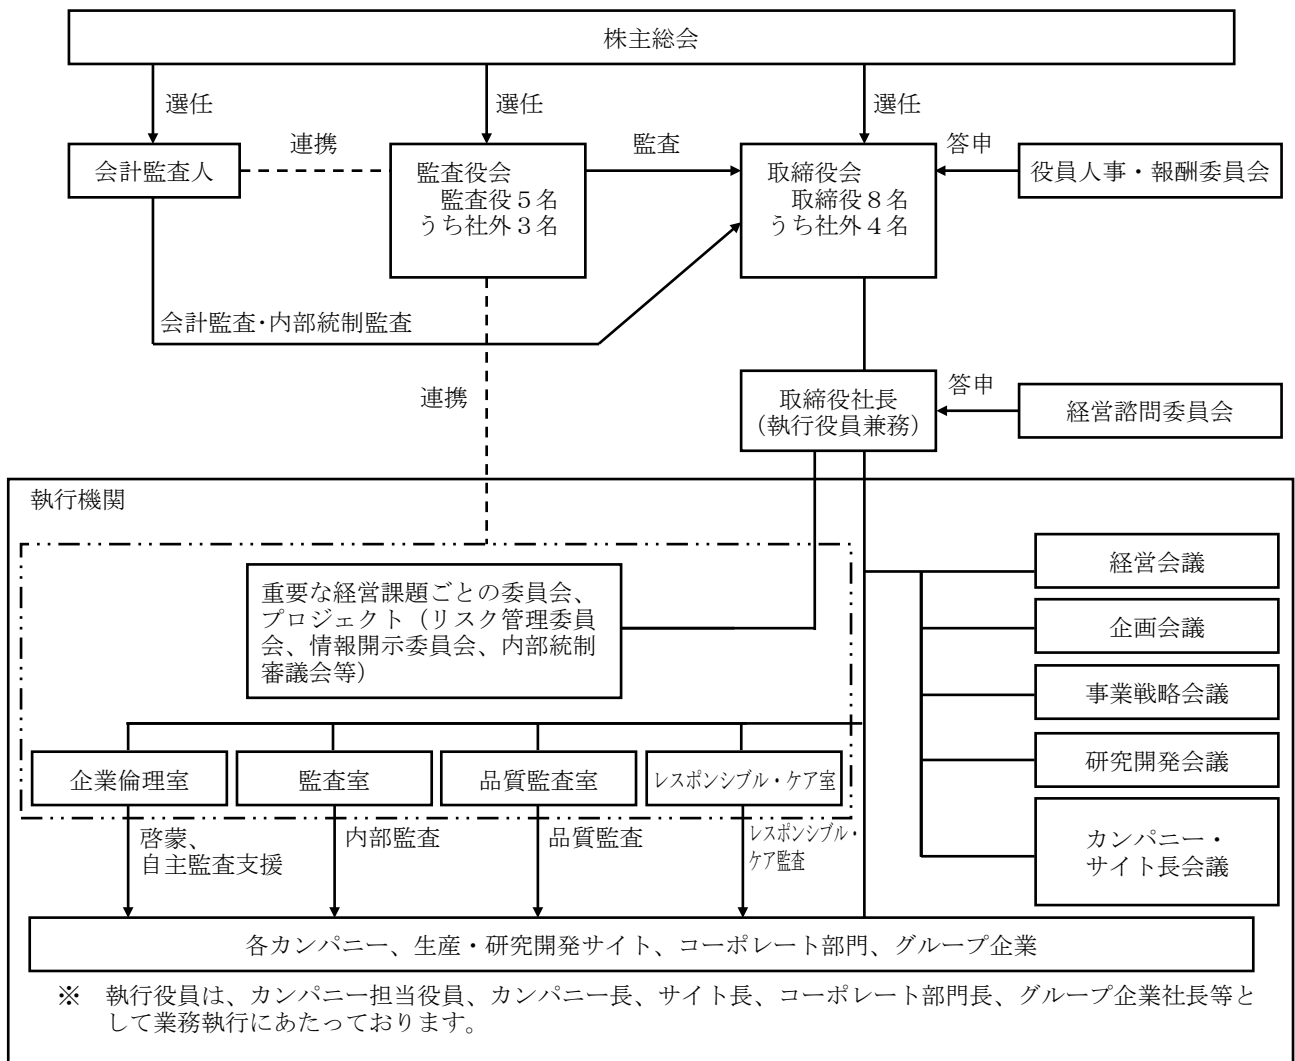 株主総会
選任
選任
選任
会計監査人
連携
監査役会
監査役5名
うち社外3名
監査
取締役会
取締役8名
うち社外4名
答申
役員人事・報酬委員会
会計監査・内部統制監査
連携
取締役社長
(執行役員兼務)
答申
経営諮問委員会
執行機関
重要な経営課題ごとの委員会、
プロジェクト(リスク管理委員
会、情報開示委員会、内部統制
審議会等)
経営会議
企画会議
事業戦略会議
研究開発会議
カンパニー・
サイト長会議
企業倫理室
監査室
品質監査室
レスポンシブル・ケア室
啓蒙、
自主監査支援
内部監査
品質監査
レスポンシブル・
ケア監査
各カンパニー、生産・研究開発サイト、コーポレート部門、グループ企業
※ 執行役員は、カンパニー担当役員、カンパニー長、サイト長、コーポレート部門長、グループ企業社長等と
して業務執行にあたっております。